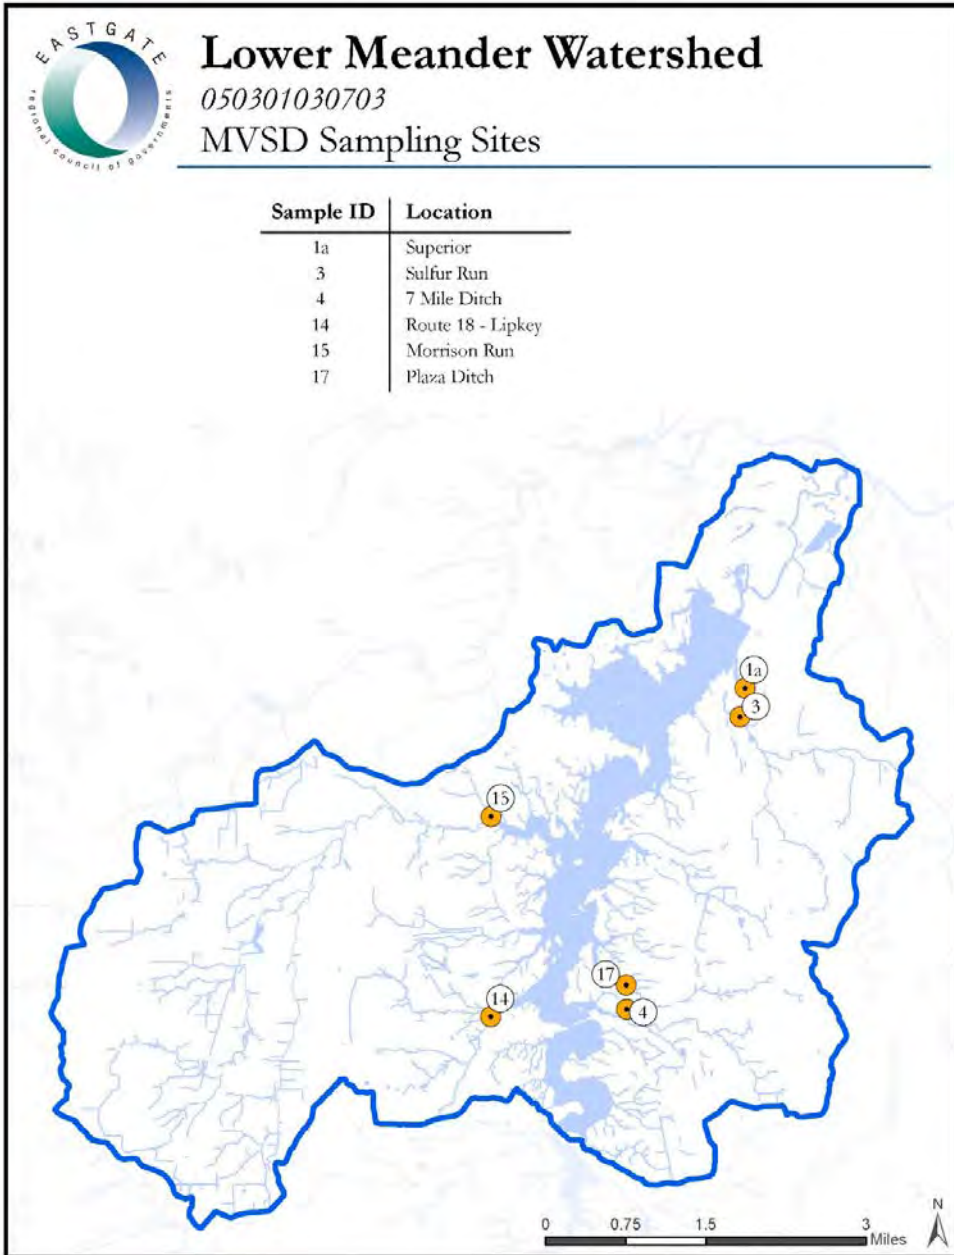 EASTGATE
regional council of governments
Lower Meander Watershed
050301030703
MVSD Sampling Sites
Sample ID Location
1a Superior
3 Sulfur Run
4 7 Mile Ditch
14 Route 18 - Lipkey
15 Morrison Run
17 Plaza Ditch
1a
3
15
17
14
4
N
0 0.75 1.5 3
Miles